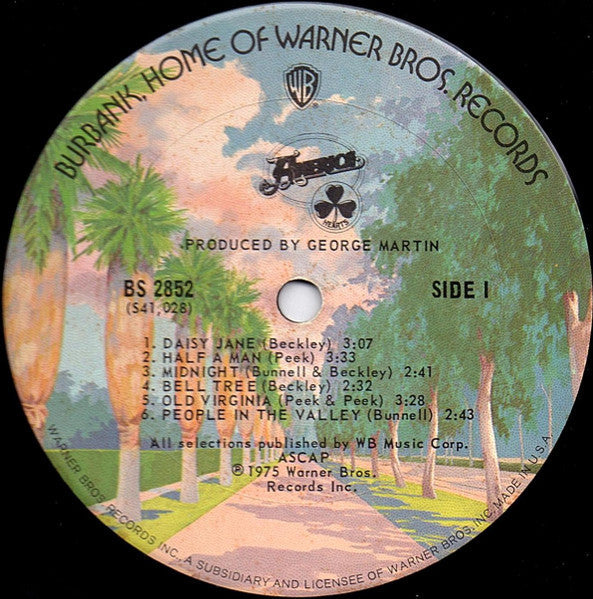 BURBANK, HOME OF WARNER BROS. RECORDS
WB
AMERICA
HEARTS
PRODUCED BY GEORGE MARTIN
BS 2852
(S41,028)
SIDE I
1. DAISY JANE (Beckley) 3:07
2. HALF A MAN (Peek) 3:33
3. MIDNIGHT (Bunnell & Beckley) 2:41
4. BELL TREE (Beckley) 2:32
5. OLD VIRGINIA (Peek & Peek) 3:28
6. PEOPLE IN THE VALLEY (Bunnell) 2:43
All selections published by WB Music Corp.
ASCAP
℗ 1975 Warner Bros.
Records Inc.
WARNER BROS. RECORDS INC., A SUBSIDIARY AND LICENSEE OF WARNER BROS. INC. MADE IN U.S.A.